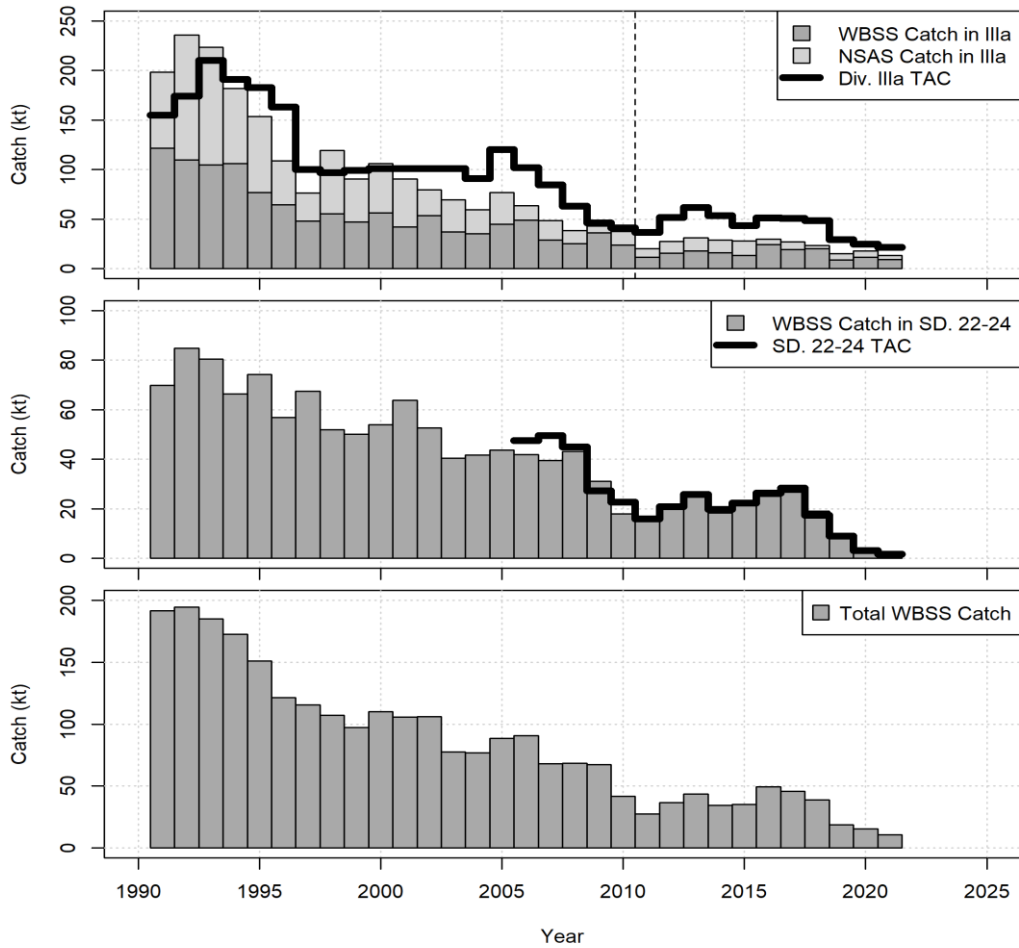 Catch (kt)
250
200
150
100
50
0
WBSS Catch in IIIa
NSAS Catch in IIIa
Div. IIIa TAC
Catch (kt)
100
80
60
40
20
0
WBSS Catch in SD. 22-24
SD. 22-24 TAC
Catch (kt)
200
150
100
50
0
Total WBSS Catch
1990 1995 2000 2005 2010 2015 2020 2025
Year